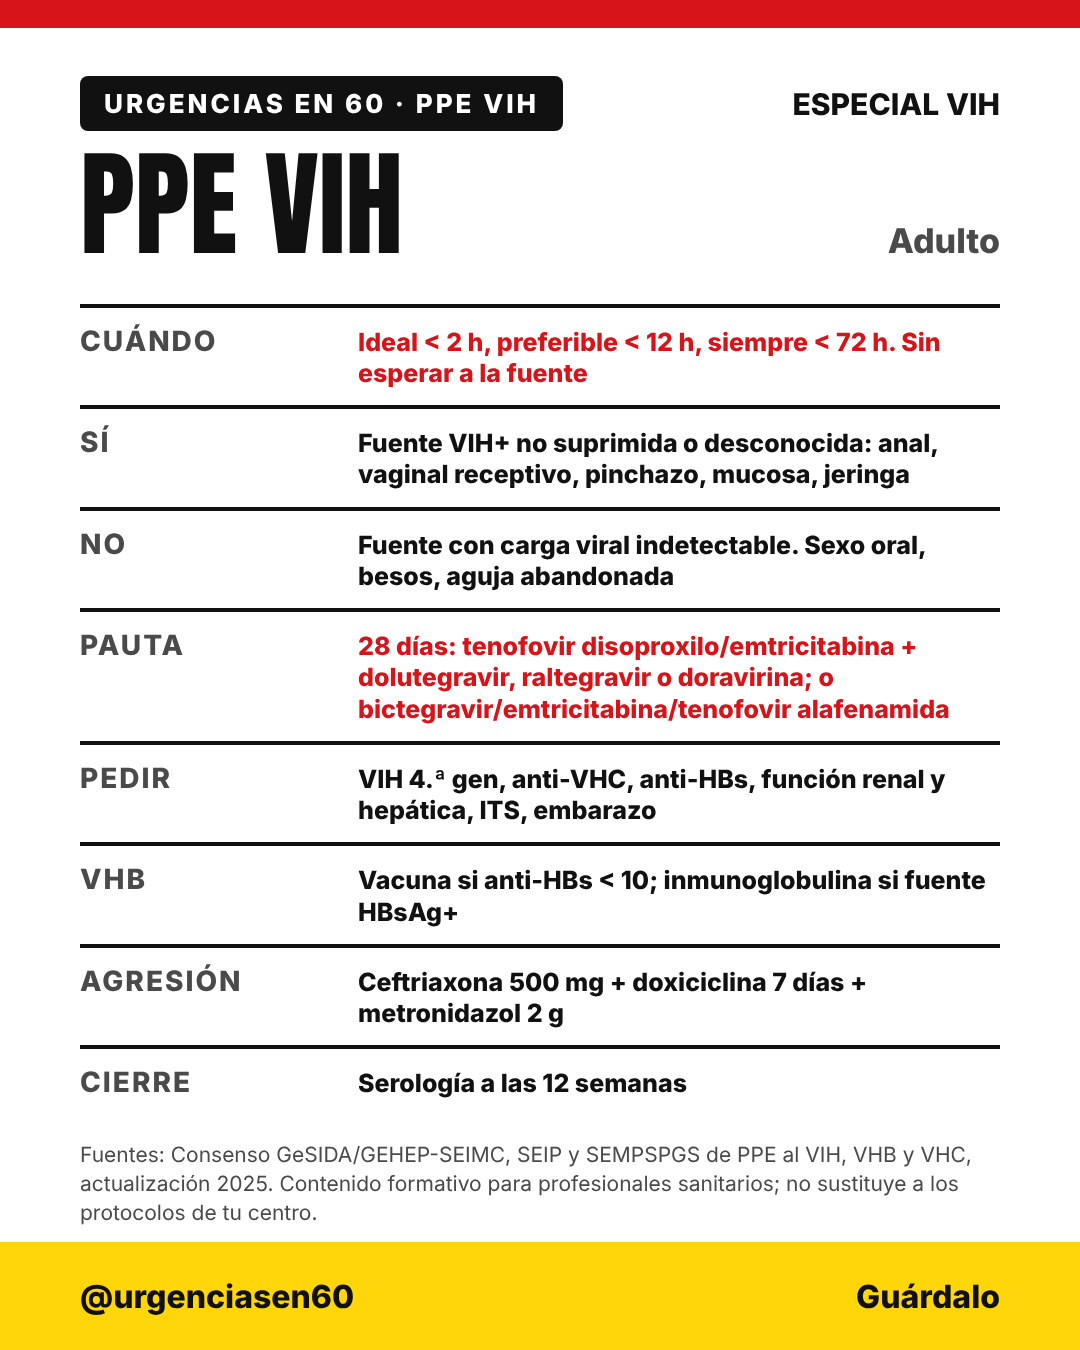 URGENCIAS EN 60 · PPE VIH
ESPECIAL VIH
PPE VIH
Adulto
CUÁNDO
Ideal < 2 h, preferible < 12 h, siempre < 72 h. Sin
esperar a la fuente
SÍ
Fuente VIH+ no suprimida o desconocida: anal,
vaginal receptivo, pinchazo, mucosa, jeringa
NO
Fuente con carga viral indetectable. Sexo oral,
besos, aguja abandonada
PAUTA
28 días: tenofovir disoproxilo/emtricitabina +
dolutegravir, raltegravir o doravirina; o
bictegravir/emtricitabina/tenofovir alafenamida
PEDIR
VIH 4.ª gen, anti-VHC, anti-HBs, función renal y
hepática, ITS, embarazo
VHB
Vacuna si anti-HBs < 10; inmunoglobulina si fuente
HBsAg+
AGRESIÓN
Ceftriaxona 500 mg + doxiciclina 7 días +
metronidazol 2 g
CIERRE
Serología a las 12 semanas
Fuentes: Consenso GeSIDA/GEHEP-SEIMC, SEIP y SEMPSPGS de PPE al VIH, VHB y VHC,
actualización 2025. Contenido formativo para profesionales sanitarios; no sustituye a los
protocolos de tu centro.
@urgenciasen60
Guárdalo